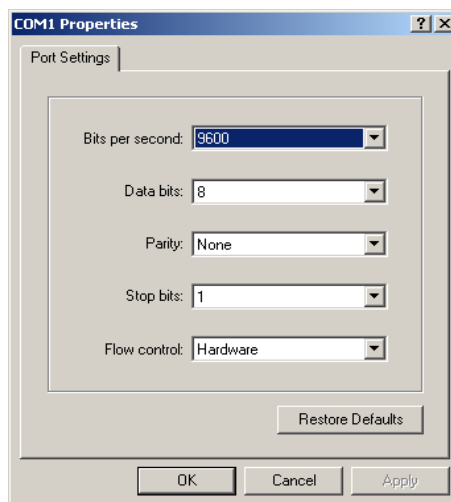 COM1 Properties
Port Settings
Bits per second: 9600
Data bits: 8
Parity: None
Stop bits: 1
Flow control: Hardware
Restore Defaults
OK Cancel Apply